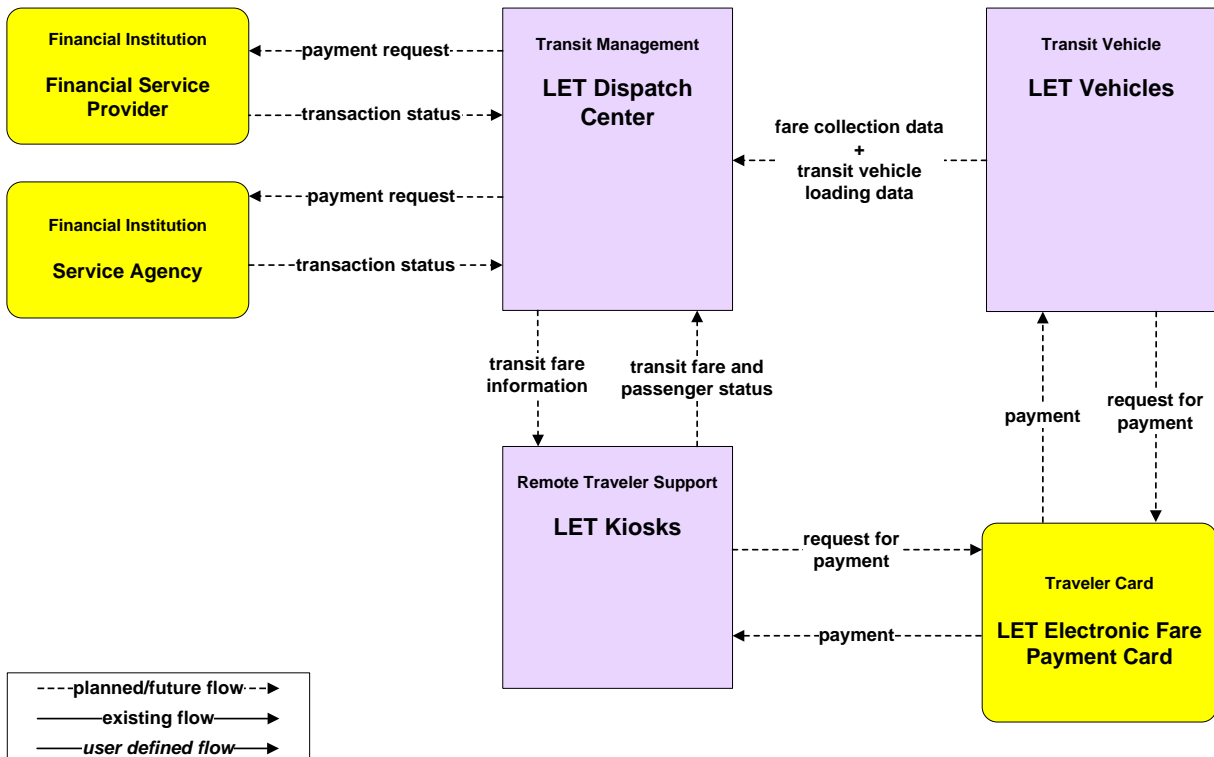 Financial Institution
Financial Service
Provider
payment request
transaction status
Transit Management
LET Dispatch
Center
Transit Vehicle
LET Vehicles
fare collection data
+
transit vehicle
loading data
Financial Institution
Service Agency
payment request
transaction status
transit fare
information
transit fare and
passenger status
payment
request for
payment
Remote Traveler Support
LET Kiosks
request for
payment
payment
Traveler Card
LET Electronic Fare
Payment Card
planned/future flow
existing flow
user defined flow